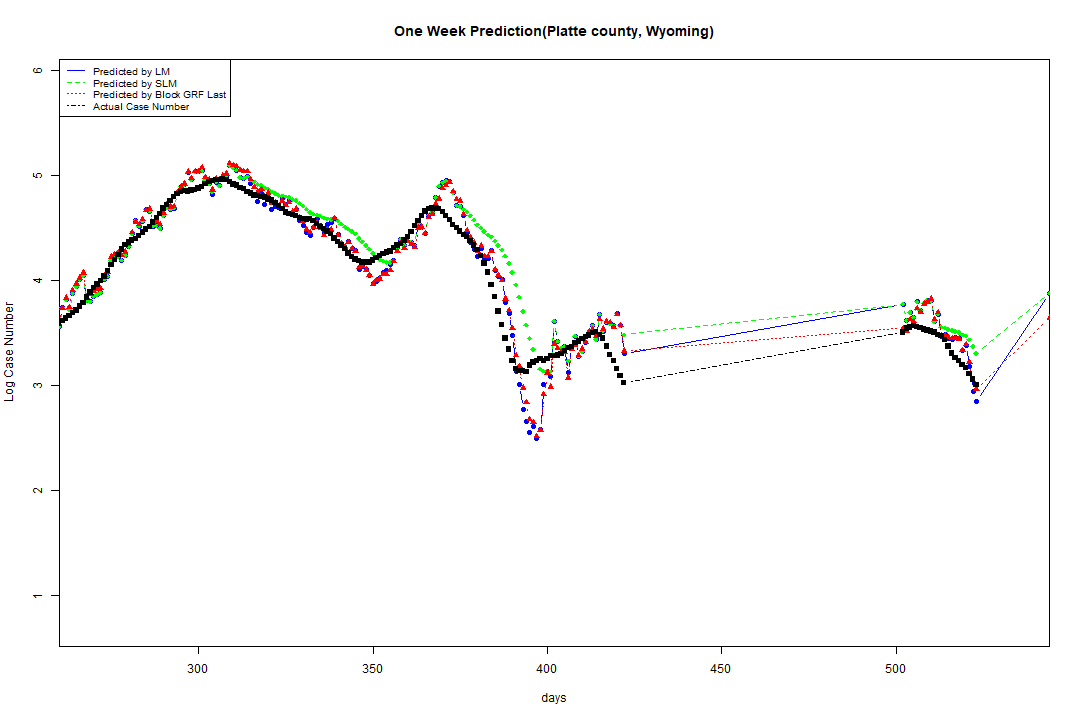 One Week Prediction(Platte county, Wyoming)
Predicted by LM
Predicted by SLM
Predicted by Block GRF Last
Actual Case Number
Log Case Number
6
5
4
3
2
1
300 350 400 450 500
days